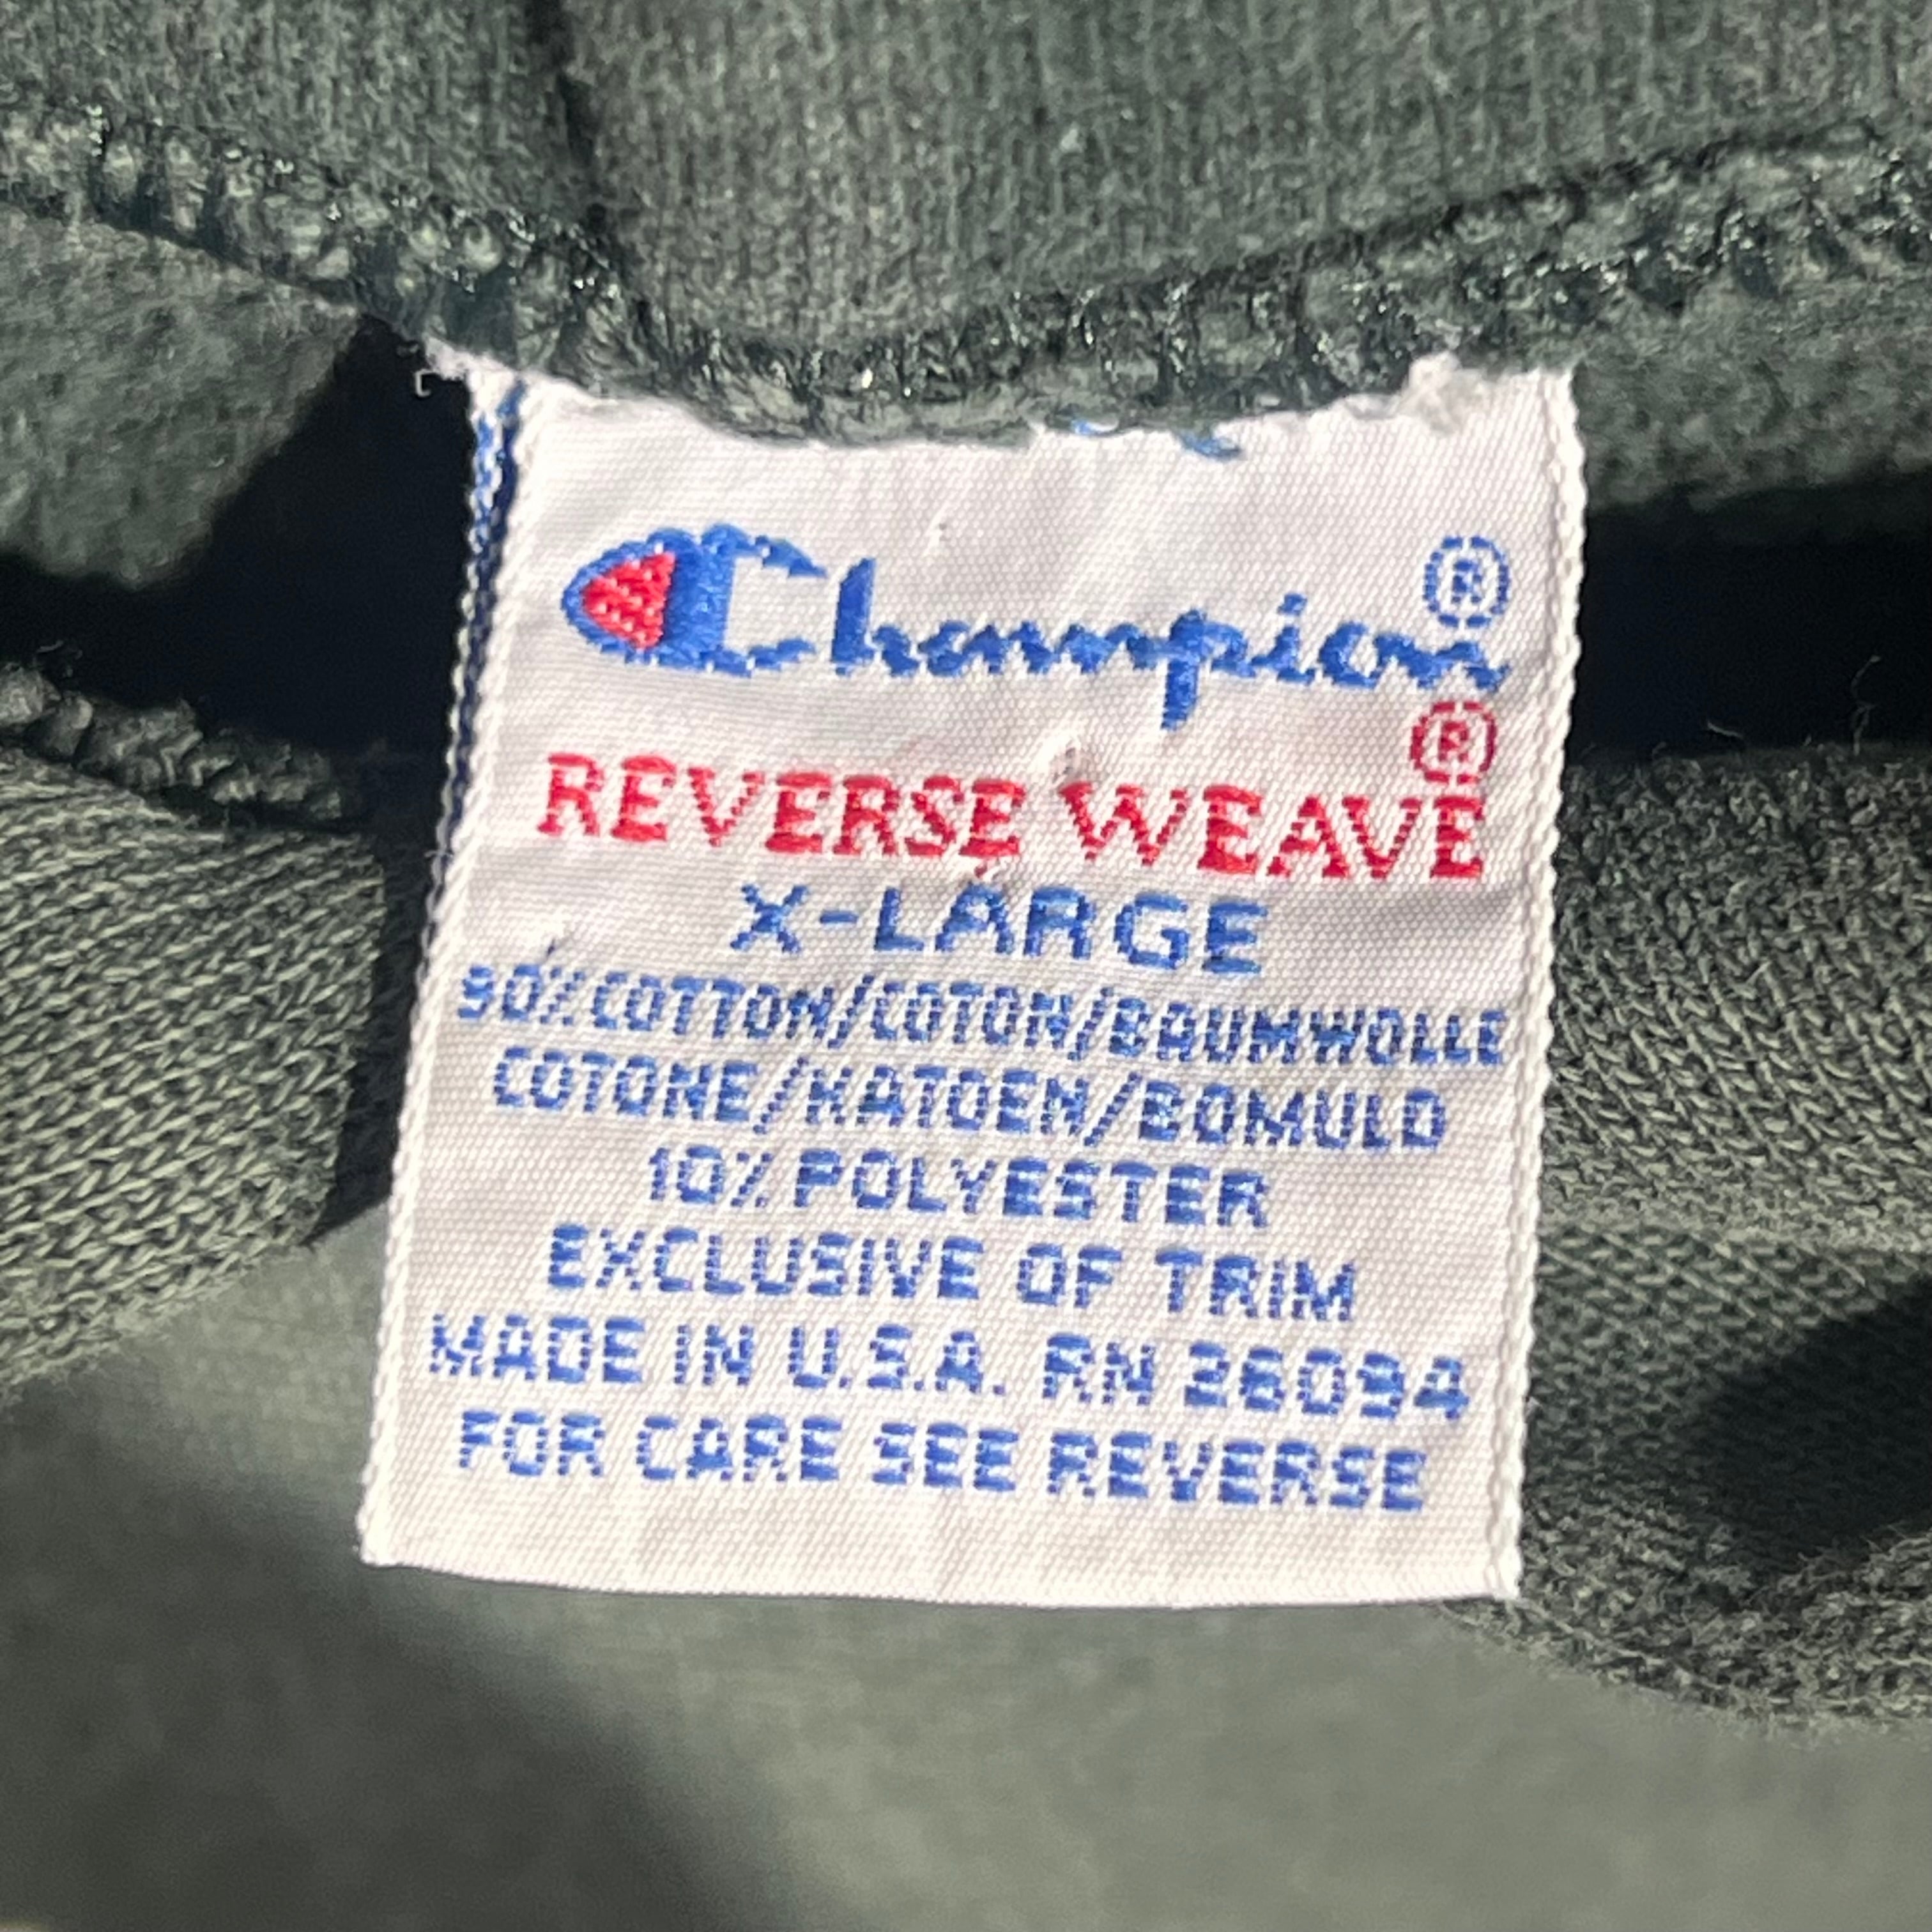 Champion®
REVERSE WEAVE®
X-LARGE
90% COTTON/COTON/BAUMWOLLE
COTONE/KATOEN/BOMULD
10% POLYESTER
EXCLUSIVE OF TRIM
MADE IN U.S.A. RN 26094
FOR CARE SEE REVERSE